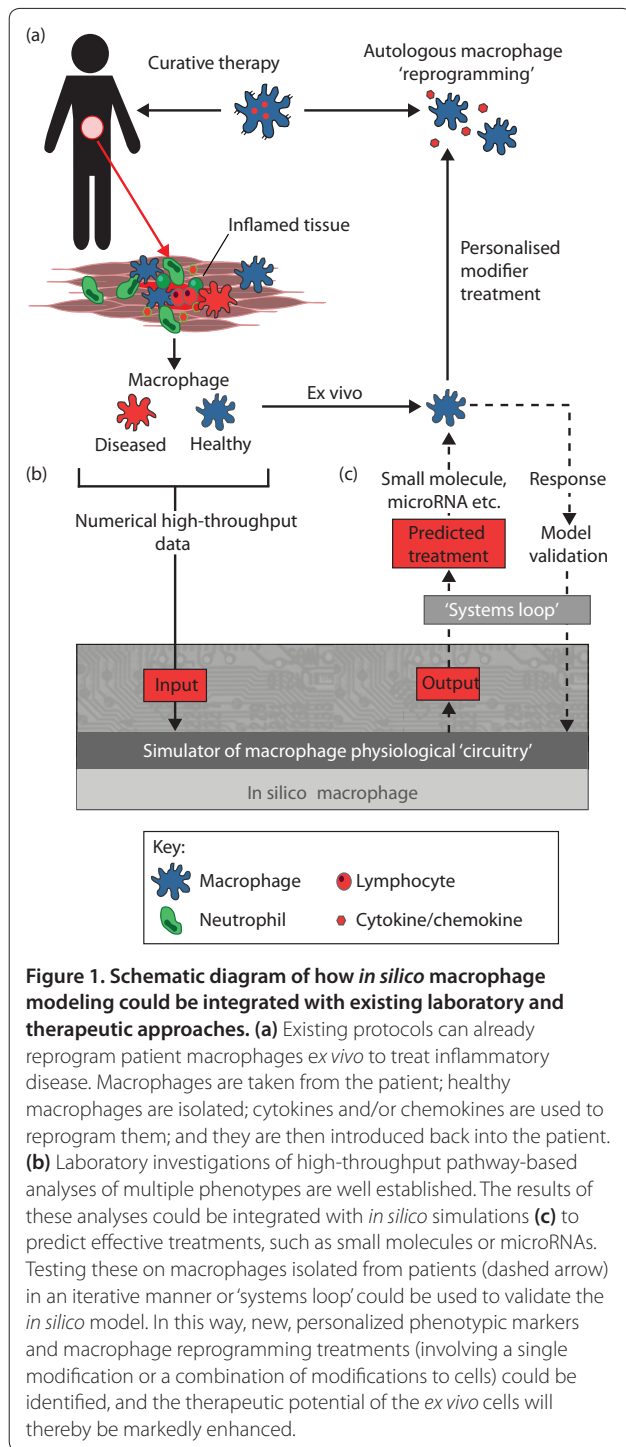 (a)
Curative therapy
Autologous macrophage
‘reprogramming’
Inflamed tissue
Personalised
modifier
treatment
Macrophage
Diseased
Healthy
Ex vivo
(b)
Numerical high-throughput
data
(c)
Small molecule,
microRNA etc.
Response
Predicted
treatment
Model
validation
‘Systems loop’
Input
Output
Simulator of macrophage physiological ‘circuitry’
In silico macrophage
Key:
Macrophage
Lymphocyte
Neutrophil
Cytokine/chemokine
Figure 1. Schematic diagram of how in silico macrophage
modeling could be integrated with existing laboratory and
therapeutic approaches. (a) Existing protocols can already
reprogram patient macrophages ex vivo to treat inflammatory
disease. Macrophages are taken from the patient; healthy
macrophages are isolated; cytokines and/or chemokines are used to
reprogram them; and they are then introduced back into the patient.
(b) Laboratory investigations of high-throughput pathway-based
analyses of multiple phenotypes are well established. The results of
these analyses could be integrated with in silico simulations (c) to
predict effective treatments, such as small molecules or microRNAs.
Testing these on macrophages isolated from patients (dashed arrow)
in an iterative manner or ‘systems loop’ could be used to validate the
in silico model. In this way, new, personalized phenotypic markers
and macrophage reprogramming treatments (involving a single
modification or a combination of modifications to cells) could be
identified, and the therapeutic potential of the ex vivo cells will
thereby be markedly enhanced.